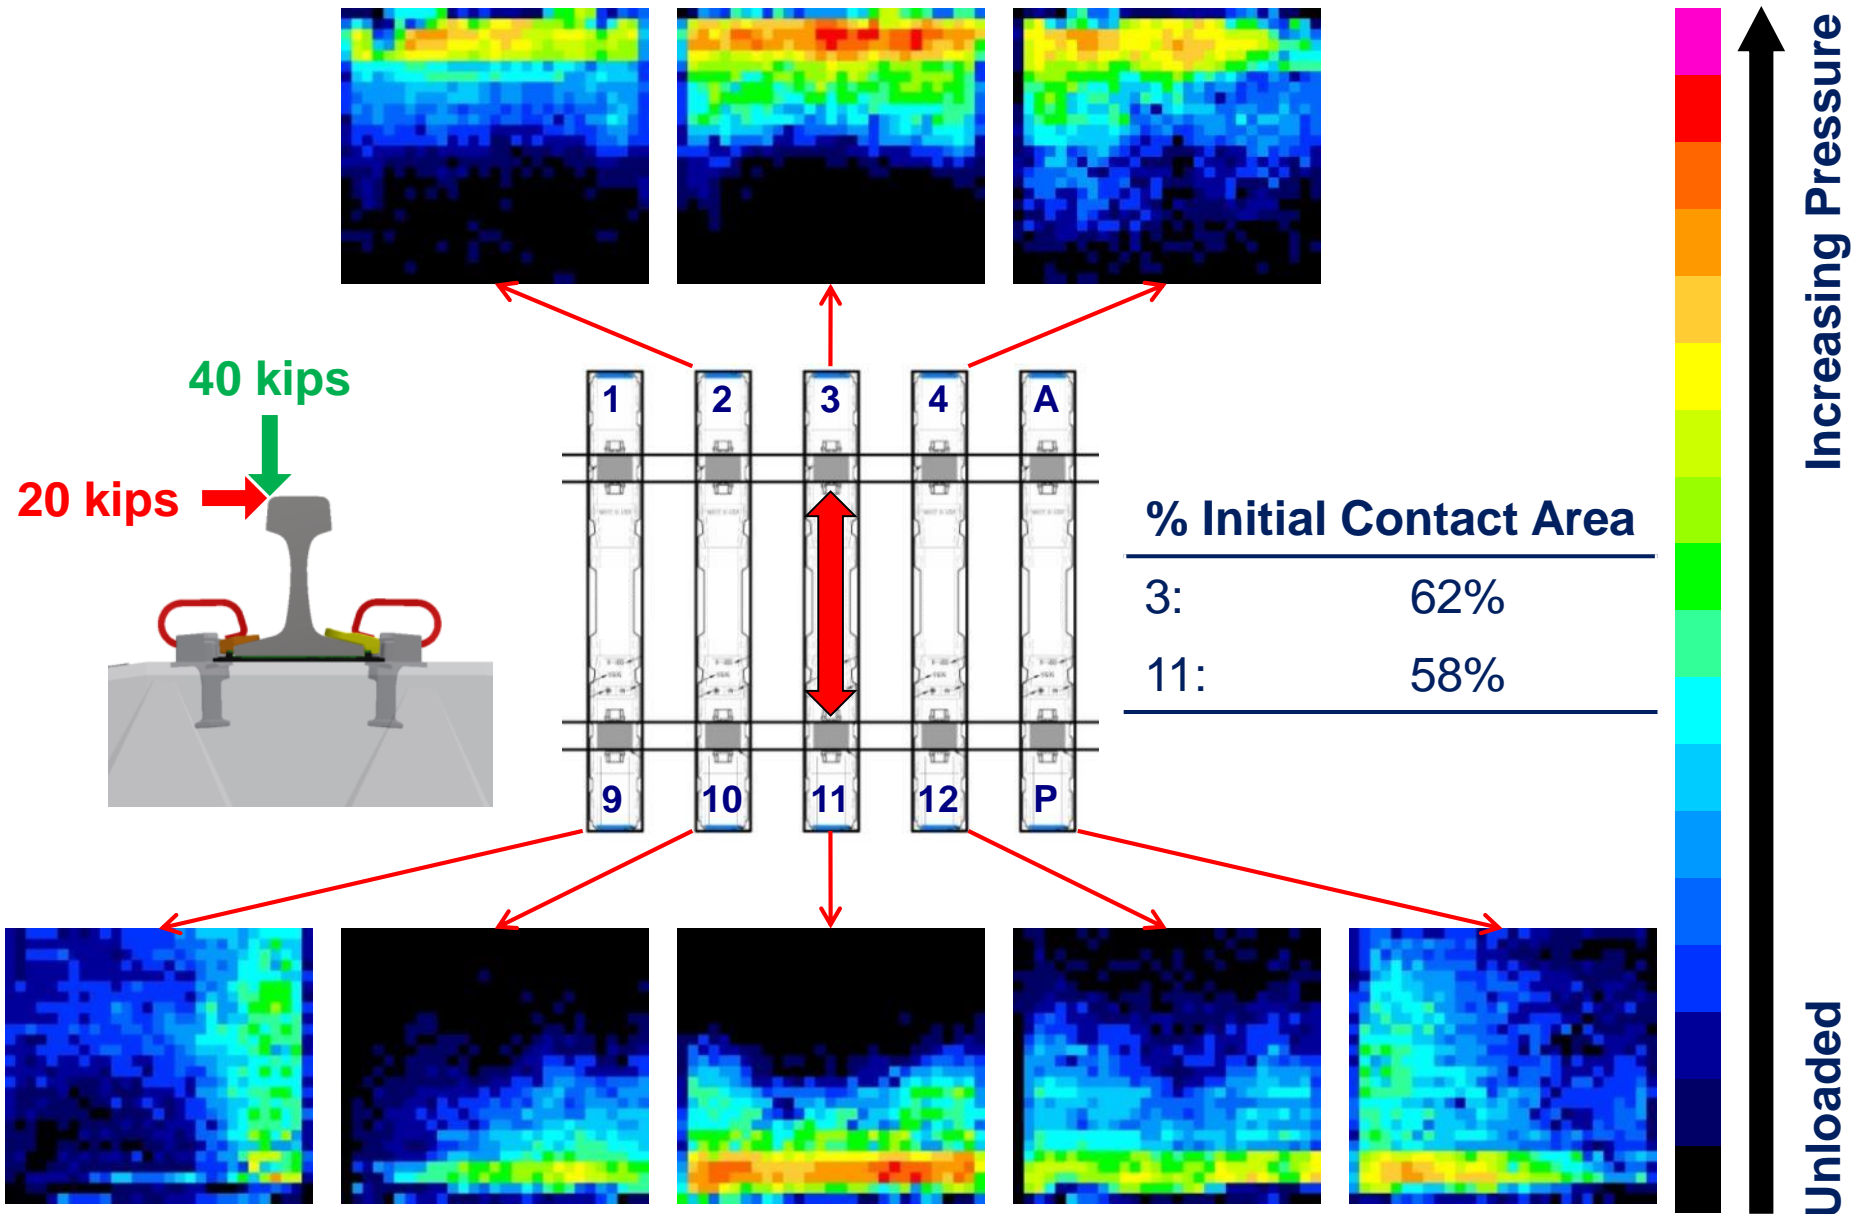 40 kips
20 kips
1 2 3 4 A
9 10 11 12 P
% Initial Contact Area
3: 62%
11: 58%
Increasing Pressure
Unloaded